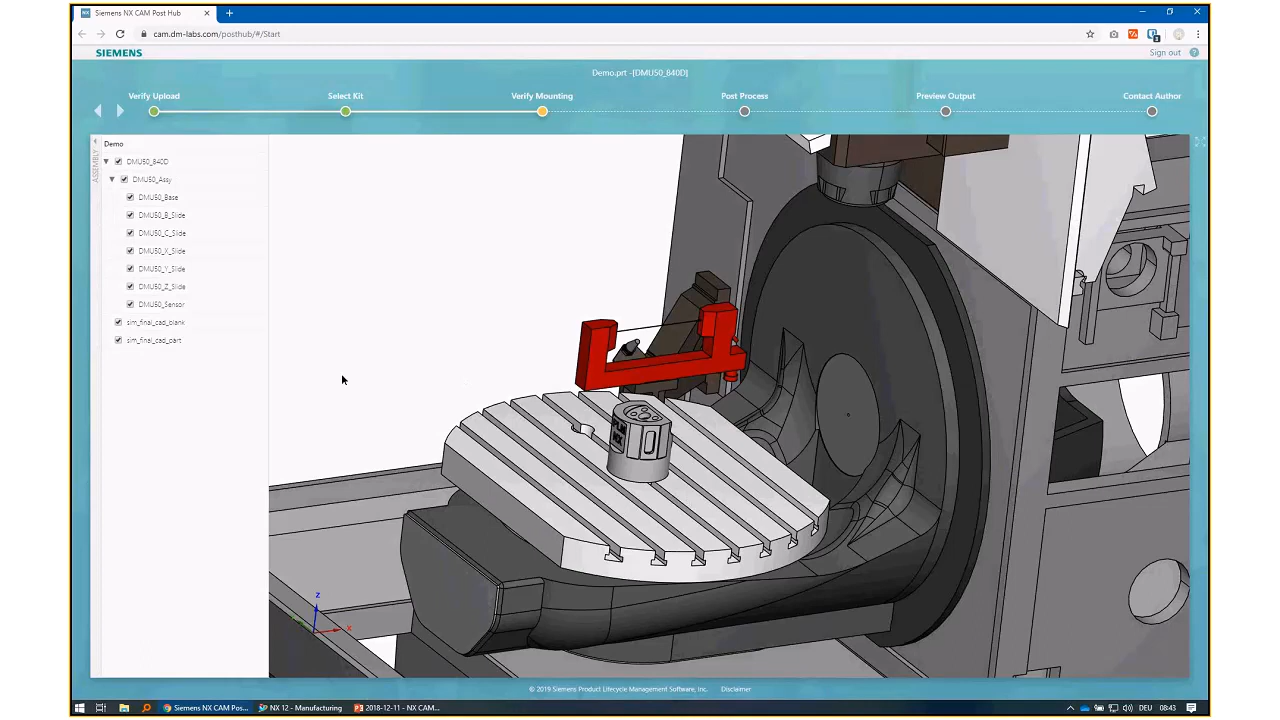 Siemens NX CAM Post Hub
cam.dm-labs.com/posthub/#/Start
SIEMENS
Sign out
Demo.prt -[DMU50_840D]
Verify Upload
Select Kit
Verify Mounting
Post Process
Preview Output
Contact Author
ASSEMBLY
Demo
DMU50_840D
DMU50_Assy
DMU50_Base
DMU50_B_Slide
DMU50_C_Slide
DMU50_X_Slide
DMU50_Y_Slide
DMU50_Z_Slide
DMU50_Sensor
sim_final_cad_blank
sim_final_cad_part
PLM
NX
Z
X
© 2019 Siemens Product Lifecycle Management Software, Inc. Disclaimer
Siemens NX CAM Pos... NX 12 - Manufacturing 2018-12-11 - NX CAM... DEU 08:43